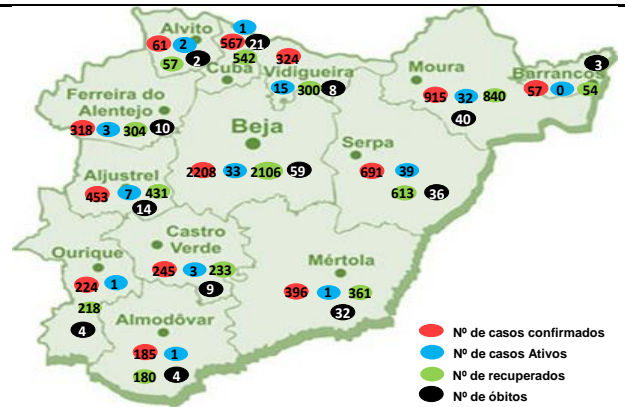 Alvito
61 2
57 2
1
567 21
542
Cuba
324
Vidigueira
15 300 8
Moura
915 32 840
40
3
Barrancos
57 0 54
Ferreira do
Alentejo
318 3 304 10
Beja
2208 33 2106 59
Serpa
691 39
613 36
Aljustrel
453 7 431
14
Ourique
224 1
218
4
Castro
Verde
245 3 233
9
Mértola
396 1 361
32
Almodôvar
185 1
180 4
Nº de casos confirmados
Nº de casos Ativos
Nº de recuperados
Nº de óbitos